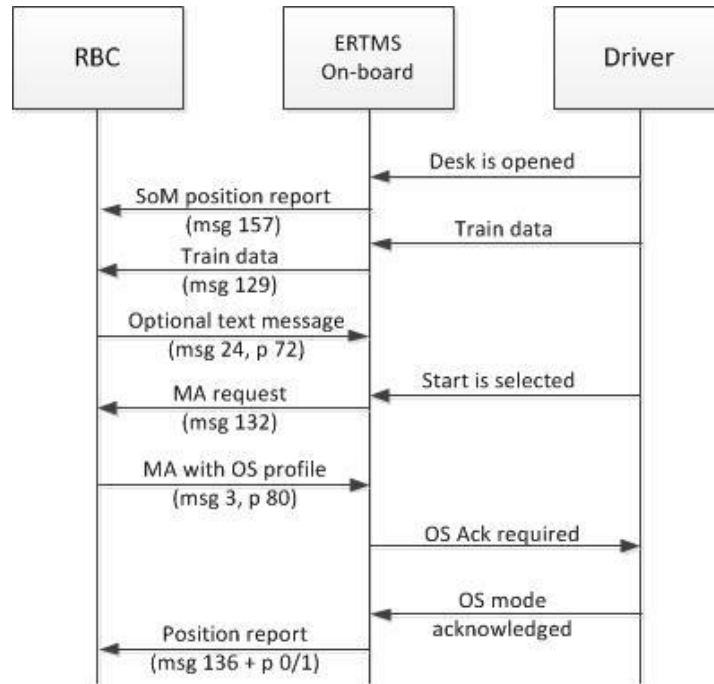 RBC
ERTMS
On-board
Driver
Desk is opened
SoM position report
(msg 157)
Train data
Train data
(msg 129)
Optional text message
(msg 24, p 72)
Start is selected
MA request
(msg 132)
MA with OS profile
(msg 3, p 80)
OS Ack required
OS mode
acknowledged
Position report
(msg 136 + p 0/1)